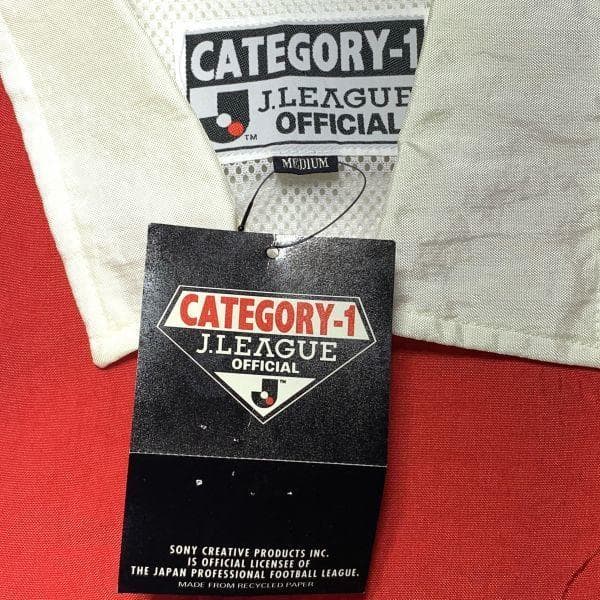 CATEGORY-1
J.LEAGUE
TM
OFFICIAL
MEDIUM
CATEGORY-1
J.LEAGUE
OFFICIAL
J TM
SONY CREATIVE PRODUCTS INC.
IS OFFICIAL LICENSEE OF
THE JAPAN PROFESSIONAL FOOTBALL LEAGUE.
MADE FROM RECYCLED PAPER